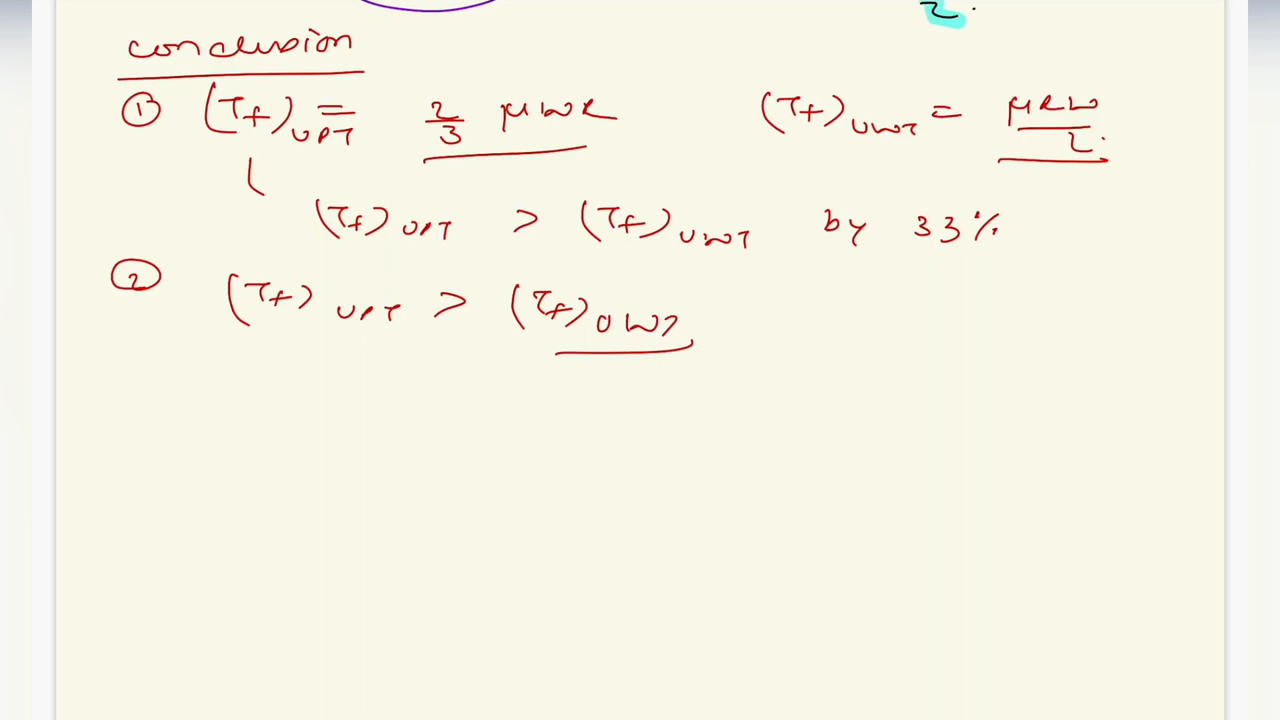 2.
conclusion
① (Tf)UPT = 2/3 μWR (Tf)UWT = μRW/2.
(Tf)UPT > (Tf)UWT by 33%
② (Tf)UPT > (Tf)UWT